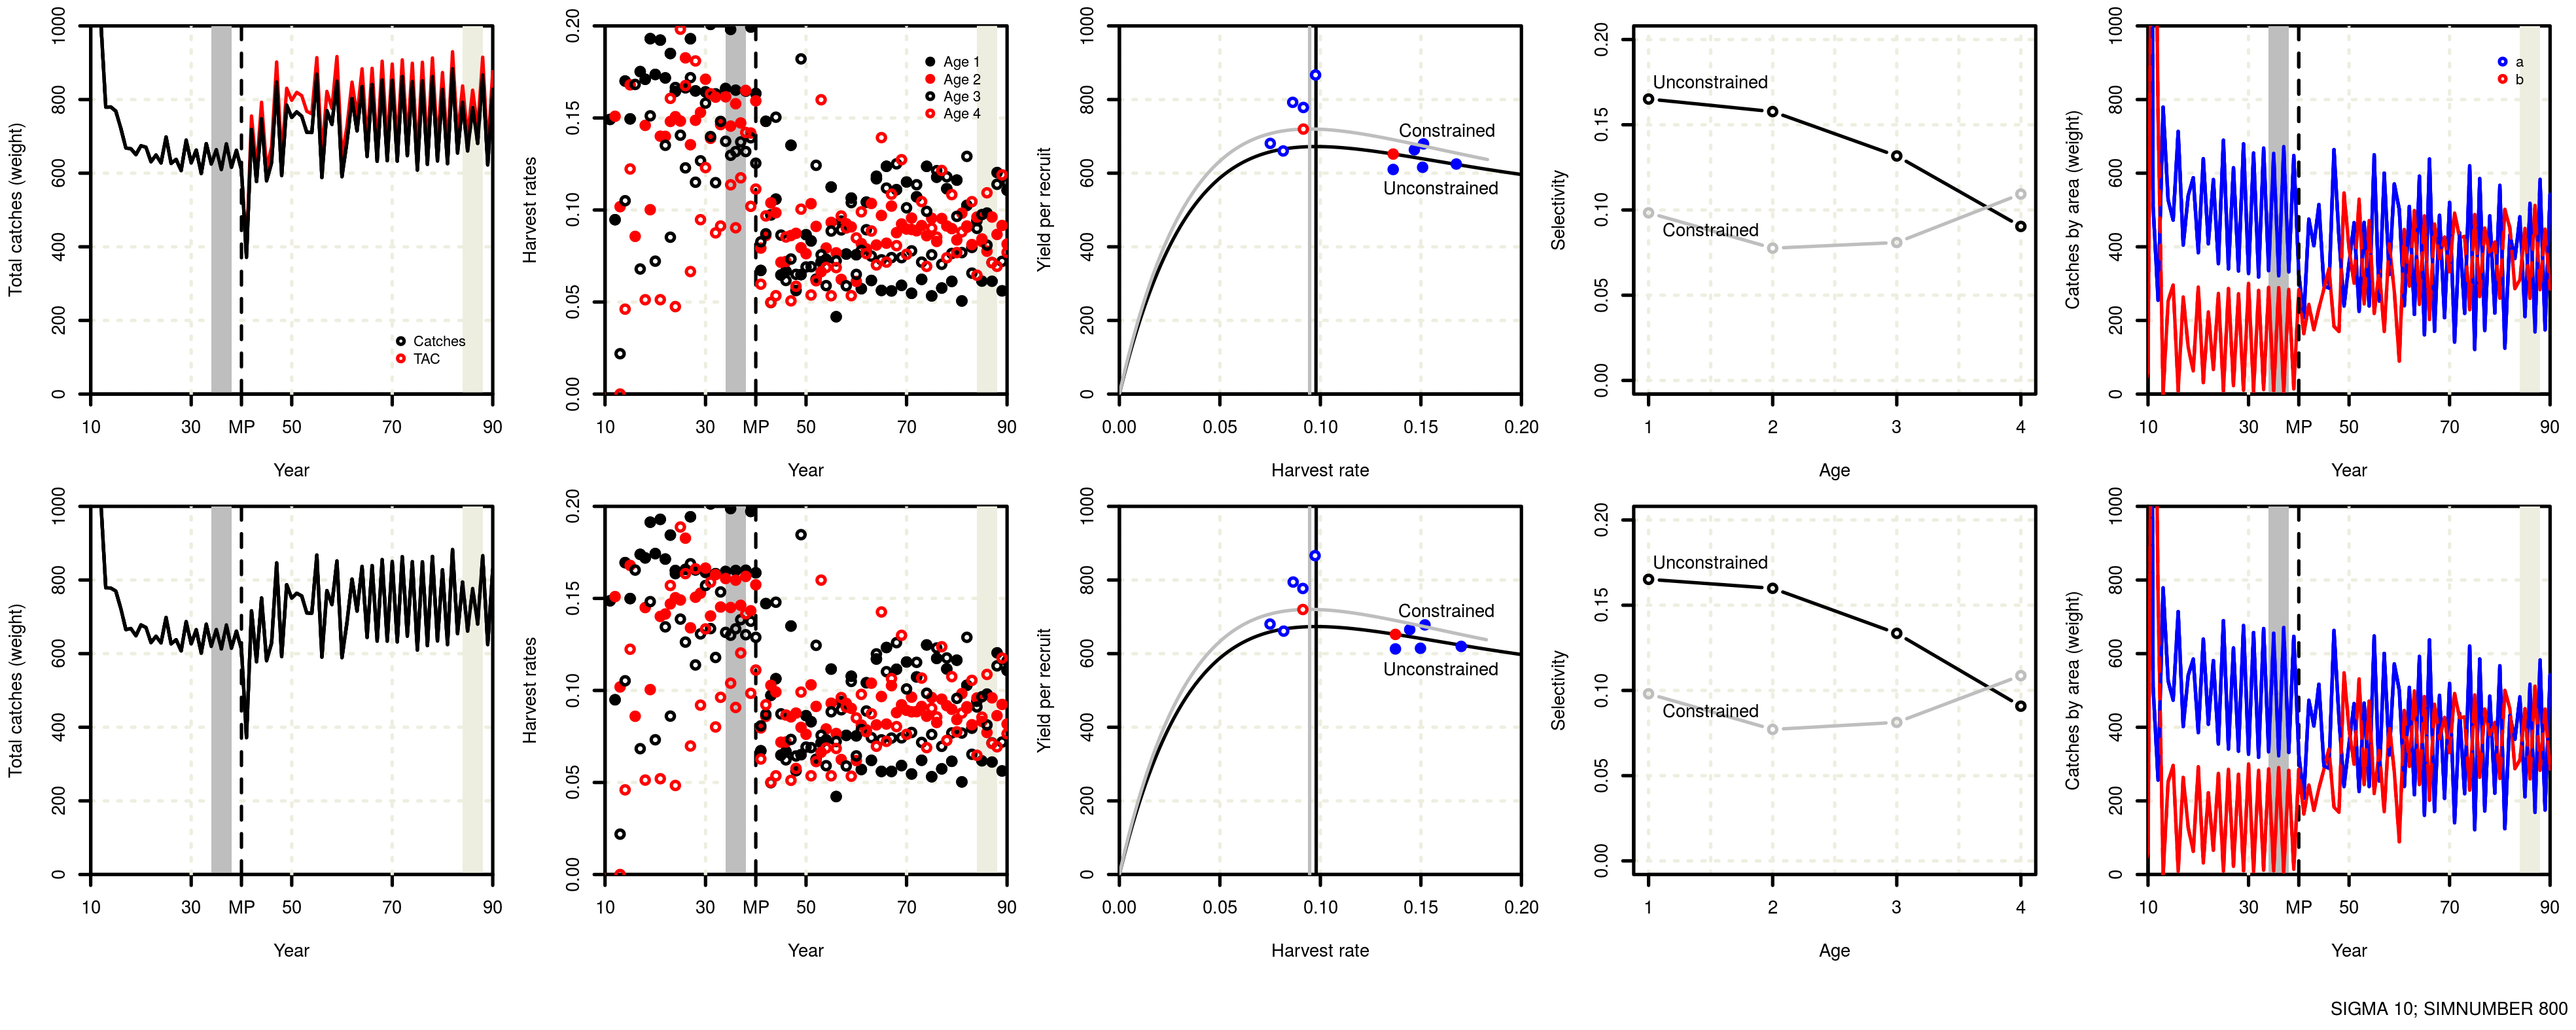 Total catches (weight)
0 200 400 600 800 1000
10 30 MP 50 70 90
Year
Catches
TAC
Harvest rates
0.00 0.05 0.10 0.15 0.20
10 30 MP 50 70 90
Year
Age 1
Age 2
Age 3
Age 4
Yield per recruit
0 200 400 600 800 1000
0.00 0.05 0.10 0.15 0.20
Harvest rate
Constrained
Unconstrained
Selectivity
0.00 0.05 0.10 0.15 0.20
1 2 3 4
Age
Unconstrained
Constrained
Catches by area (weight)
0 200 400 600 800 1000
10 30 MP 50 70 90
Year
a
b
Total catches (weight)
0 200 400 600 800 1000
10 30 MP 50 70 90
Year
Harvest rates
0.00 0.05 0.10 0.15 0.20
10 30 MP 50 70 90
Year
Yield per recruit
0 200 400 600 800 1000
0.00 0.05 0.10 0.15 0.20
Harvest rate
Constrained
Unconstrained
Selectivity
0.00 0.05 0.10 0.15 0.20
1 2 3 4
Age
Unconstrained
Constrained
Catches by area (weight)
0 200 400 600 800 1000
10 30 MP 50 70 90
Year
SIGMA 10; SIMNUMBER 800